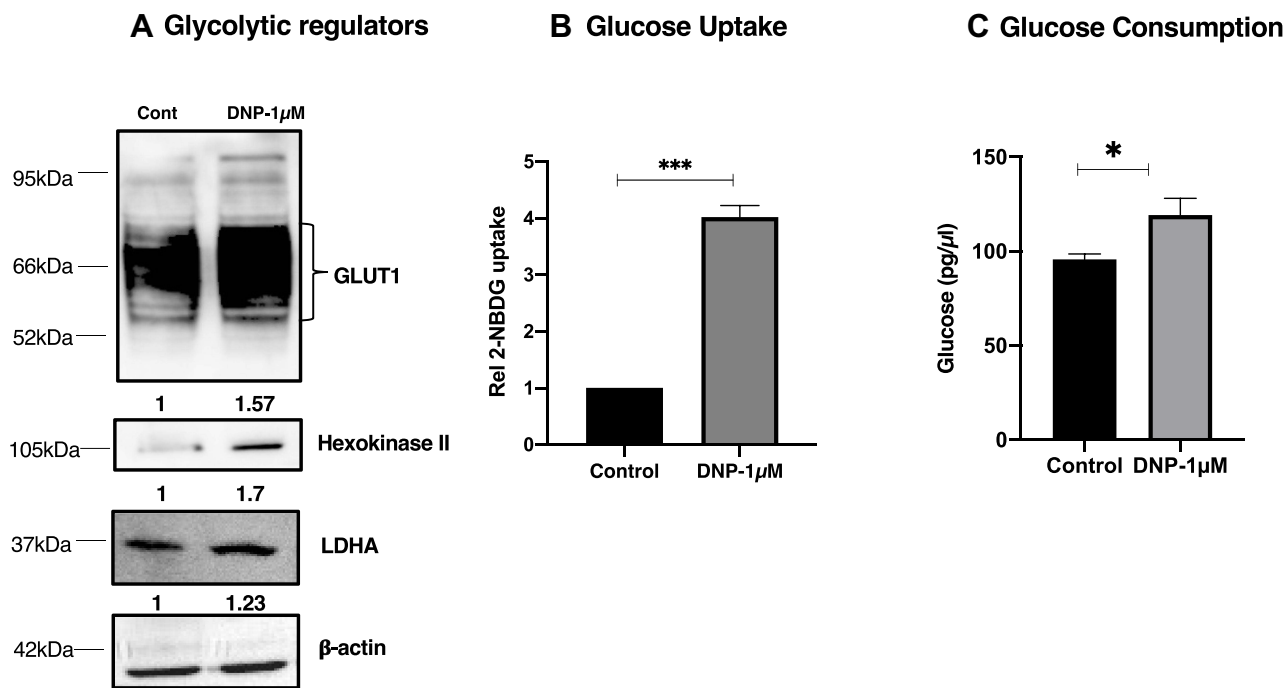 A Glycolytic regulators
Cont DNP-1µM
95kDa
66kDa
52kDa
GLUT1
1 1.57
105kDa
Hexokinase II
1 1.7
37kDa
LDHA
1 1.23
42kDa
β-actin
B Glucose Uptake
Rel 2-NBDG uptake
5
4
3
2
1
0
***
Control DNP-1µM
C Glucose Consumption
Glucose (pg/µl)
150
100
50
0
*
Control DNP-1µM